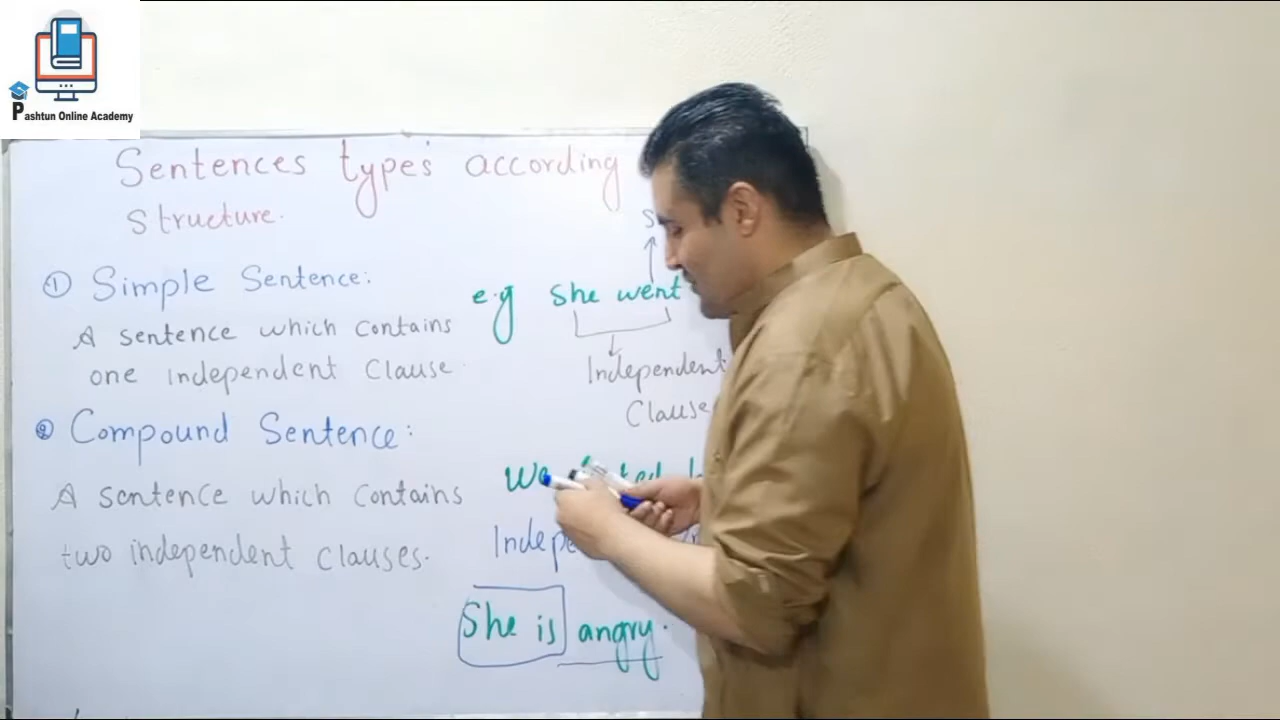 Pashtun Online Academy
Sentences types according
Structure.
① Simple Sentence:
A sentence which contains
one independent Clause.
e.g She went
Independent
Clause
② Compound Sentence:
A sentence which contains
two independent clauses.
We
She is angry.